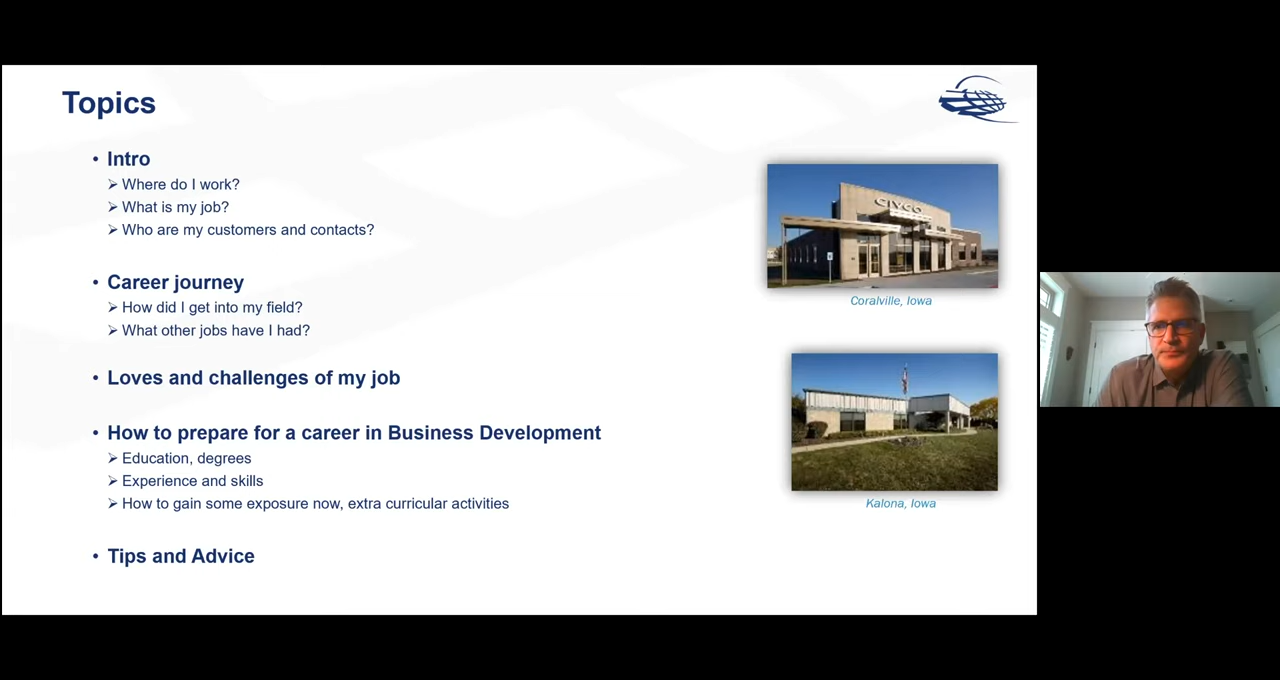 Topics
• Intro
➢ Where do I work?
➢ What is my job?
➢ Who are my customers and contacts?
• Career journey
➢ How did I get into my field?
➢ What other jobs have I had?
• Loves and challenges of my job
• How to prepare for a career in Business Development
➢ Education, degrees
➢ Experience and skills
➢ How to gain some exposure now, extra curricular activities
• Tips and Advice
CIVCO
Coralville, Iowa
Kalona, Iowa